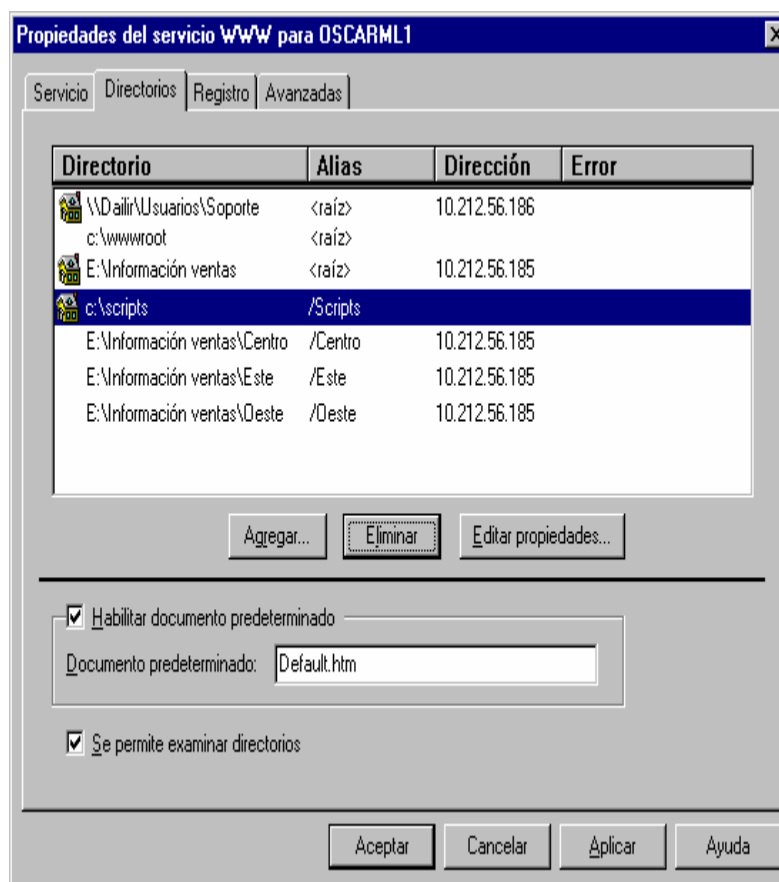 Propiedades del servicio WWW para OSCARML1
Servicio Directorios Registro Avanzadas
Directorio Alias Dirección Error
\\Dailir\Usuarios\Soporte <raíz> 10.212.56.186
c:\wwwroot <raíz>
E:\Información ventas <raíz> 10.212.56.185
c:\scripts /Scripts
E:\Información ventas\Centro /Centro 10.212.56.185
E:\Información ventas\Este /Este 10.212.56.185
E:\Información ventas\Oeste /Oeste 10.212.56.185
Agregar... Eliminar Editar propiedades...
Habilitar documento predeterminado
Documento predeterminado: Default.htm
Se permite examinar directorios
Aceptar Cancelar Aplicar Ayuda